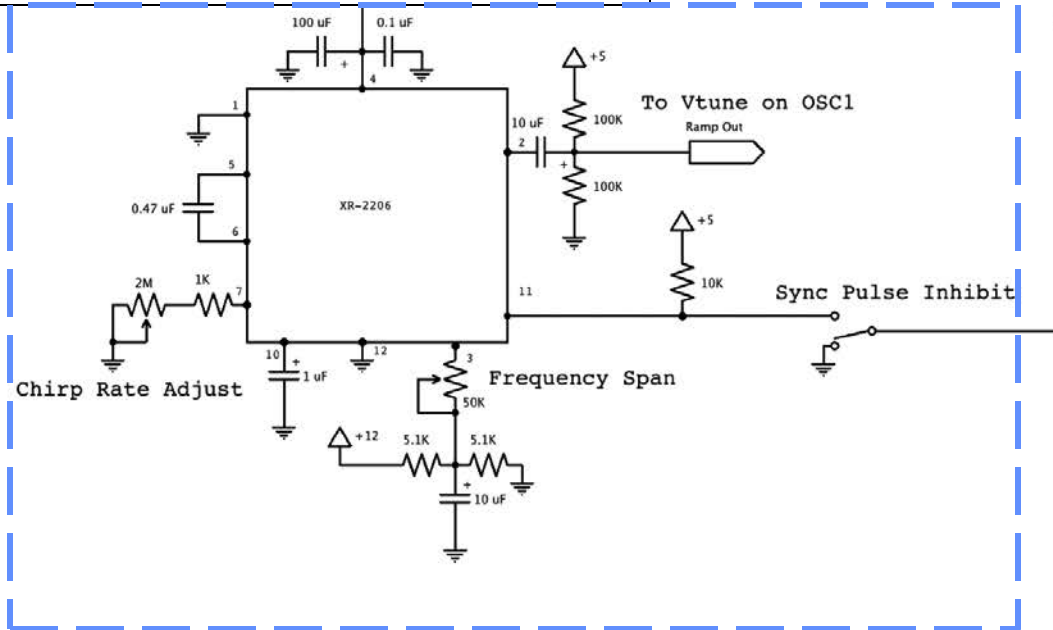 100 uF
0.1 uF
+
4
+5
To Vtune on OSC1
1
10 uF
100K
Ramp Out
2
+
5
0.47 uF
XR-2206
100K
6
+5
2M
1K
7
10K
11
Sync Pulse Inhibit
10
+
12
3
1 uF
Frequency Span
Chirp Rate Adjust
50K
+12
5.1K
5.1K
+
10 uF